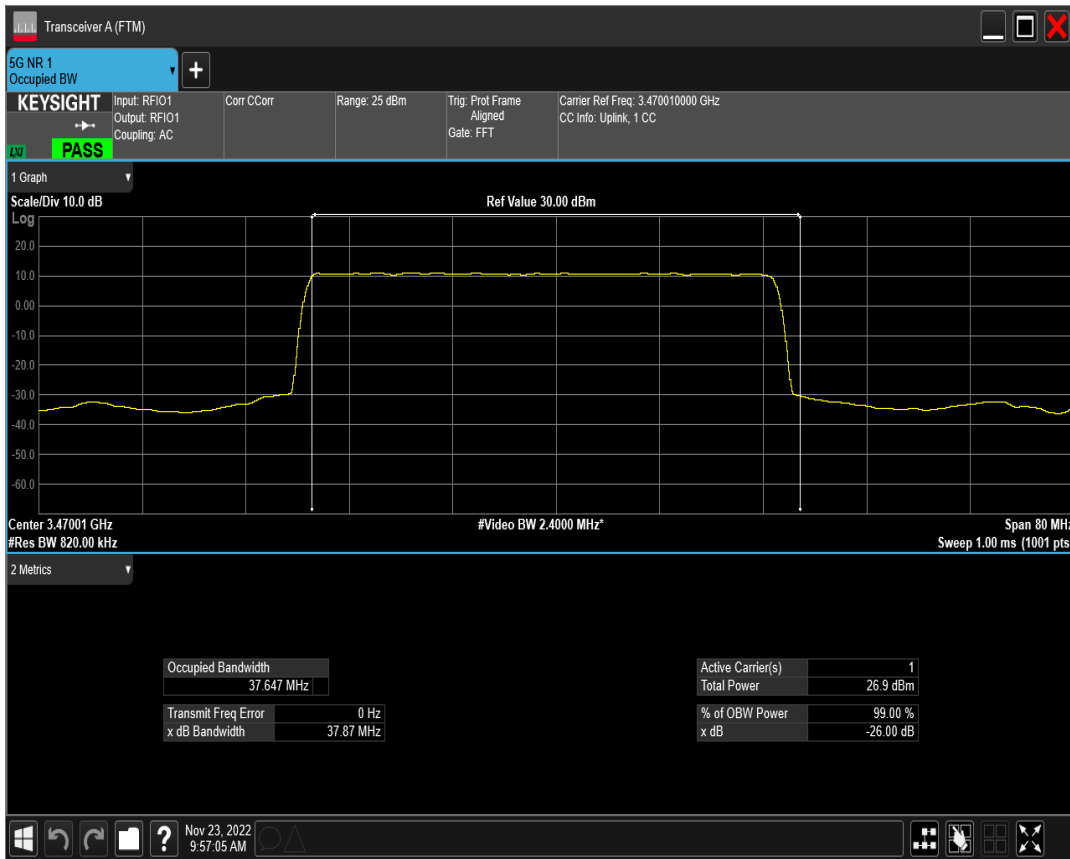 Transceiver A (FTM)
5G NR 1
Occupied BW
+
KEYSIGHT
LXI
PASS
Input: RFIO1
Output: RFIO1
Coupling: AC
Corr CCorr
Range: 25 dBm
Trig: Prot Frame
Aligned
Gate: FFT
Carrier Ref Freq: 3.470010000 GHz
CC Info: Uplink, 1 CC
1 Graph
Scale/Div 10.0 dB
Ref Value 30.00 dBm
Log
20.0
10.0
0.00
-10.0
-20.0
-30.0
-40.0
-50.0
-60.0
Center 3.47001 GHz
#Video BW 2.4000 MHz*
Span 80 MHz
#Res BW 820.00 kHz
Sweep 1.00 ms (1001 pts
2 Metrics
Occupied Bandwidth
37.647 MHz
Transmit Freq Error 0 Hz
x dB Bandwidth 37.87 MHz
Active Carrier(s) 1
Total Power 26.9 dBm
% of OBW Power 99.00 %
x dB -26.00 dB
?
Nov 23, 2022
9:57:05 AM